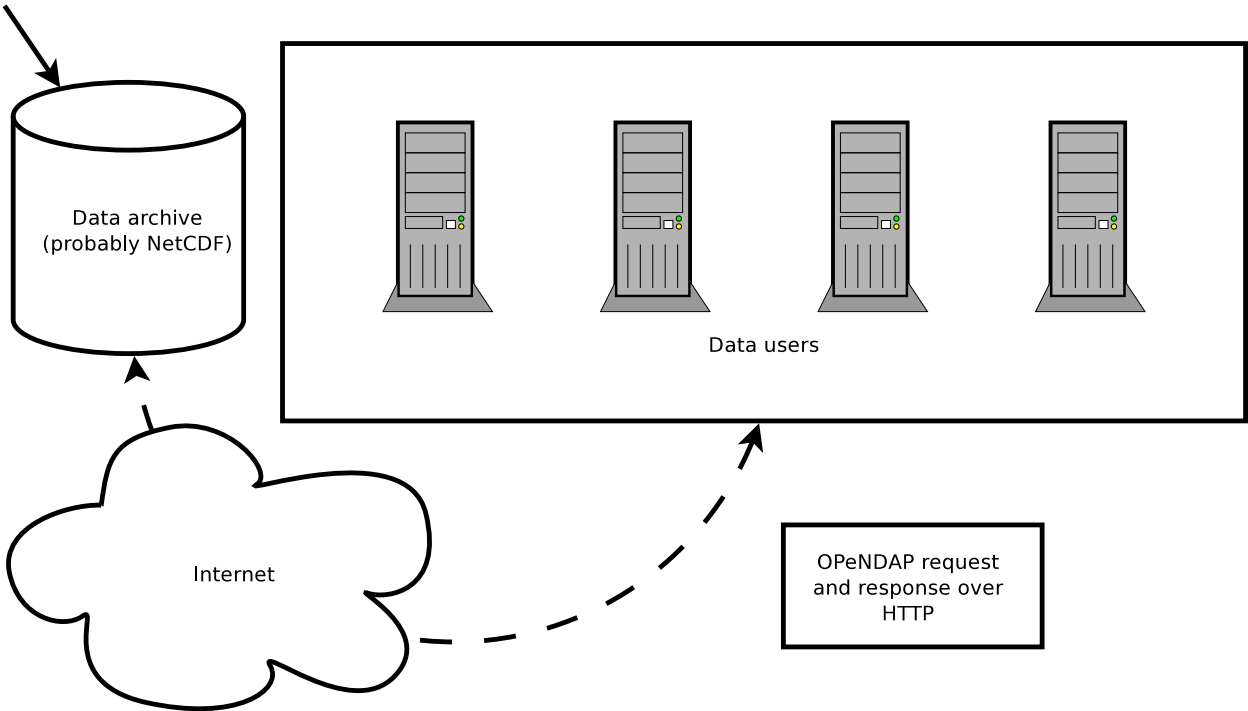 Data archive
(probably NetCDF)
Data users
Internet
OPeNDAP request
and response over
HTTP